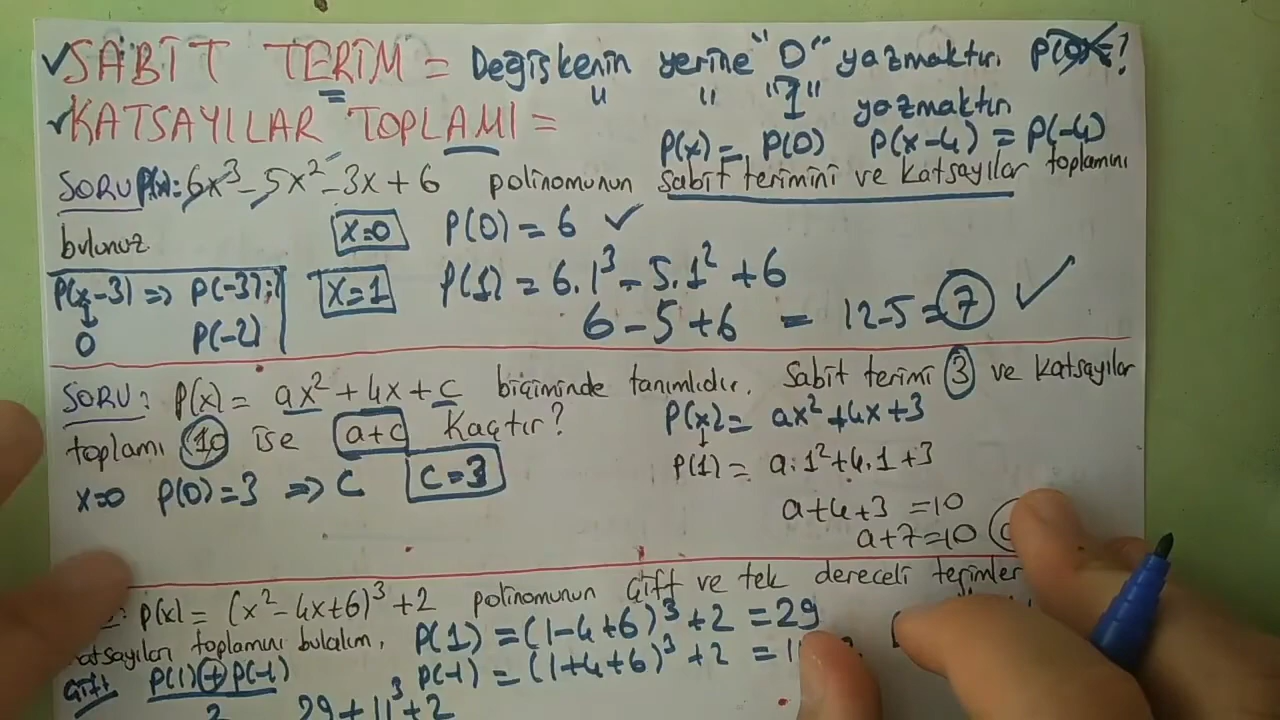 ✓SABİT TERİM = Değişkenin yerine "0" yazmaktır. P(0)=?
✓KATSAYILAR TOPLAMI = " " "1" yazmaktır
P(x) = P(0) P(x-4) = P(-4)
SORU P(x)= 6x³-5x²-3x+6 polinomunun sabit terimini ve katsayılar toplamını
bulunuz
x=0 P(0)=6 ✓
P(x-3) => P(-3)
0 P(-2)
x=1 P(1) = 6.1³-5.1²+6
6-5+6 = 12-5=7 ✓
SORU: P(x) = ax²+4x+c biçiminde tanımlıdır. Sabit terimi 3 ve katsayılar
toplamı 10 ise a+c kaçtır?
x=0 P(0)=3 => c c=3
P(x)= ax²+4x+3
P(1)= a.1²+4.1+3
a+4+3 =10
a+7=10
P(x)= (x²-4x+6)³+2 polinomunun çift ve tek dereceli terimler
katsayıları toplamını bulalım,
P(1) = (1-4+6)³+2 =29
P(-1) = (1+4+6)³+2 =
Çift P(1)+P(-1)
2 29+11³+2